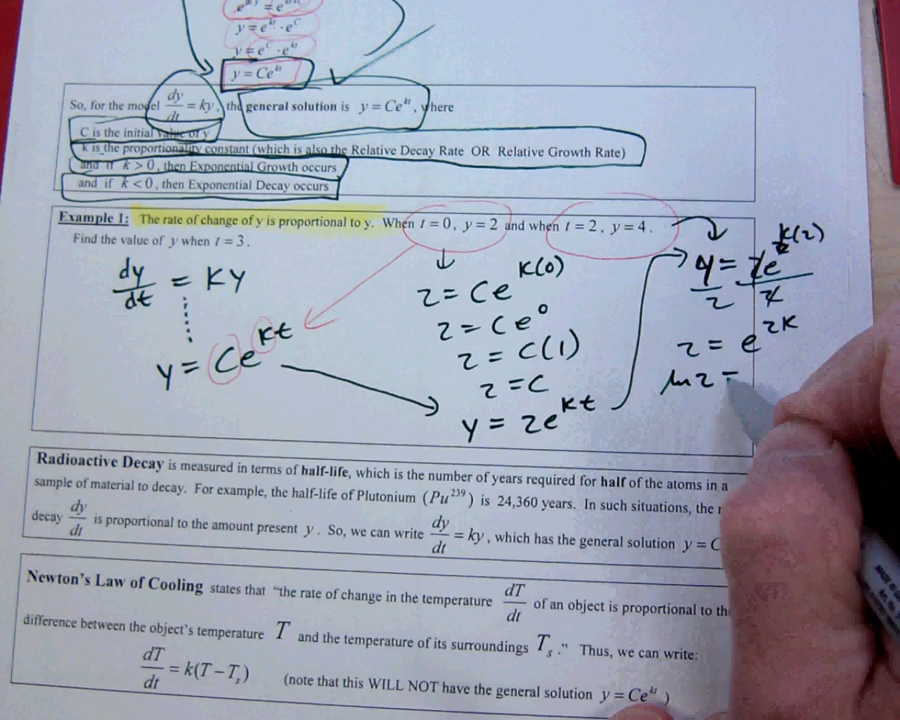 y = e^{kt} · e^C
y = e^C · e^{kt}
y = Ce^{kt}
So, for the model dy/dt = ky, the general solution is y = Ce^{kt}, where
C is the initial value of y
k is the proportionality constant (which is also the Relative Decay Rate OR Relative Growth Rate)
and if k > 0, then Exponential Growth occurs
and if k < 0, then Exponential Decay occurs
Example 1: The rate of change of y is proportional to y. When t = 0, y = 2 and when t = 2, y = 4.
Find the value of y when t = 3.
dy/dt = ky
y = Ce^{kt}
2 = Ce^{k(0)}
2 = Ce^0
2 = C(1)
2 = C
y = 2e^{kt}
4/2 = 2e^{k(2)}/2
2 = e^{2k}
ln 2 =
Radioactive Decay is measured in terms of half-life, which is the number of years required for half of the atoms in a
sample of material to decay. For example, the half-life of Plutonium (Pu^{239}) is 24,360 years. In such situations, the
decay dy/dt is proportional to the amount present y. So, we can write dy/dt = ky, which has the general solution y = C
Newton's Law of Cooling states that "the rate of change in the temperature dT/dt of an object is proportional to th
difference between the object's temperature T and the temperature of its surroundings T_s." Thus, we can write:
dT/dt = k(T − T_s) (note that this WILL NOT have the general solution y = Ce^{kt})